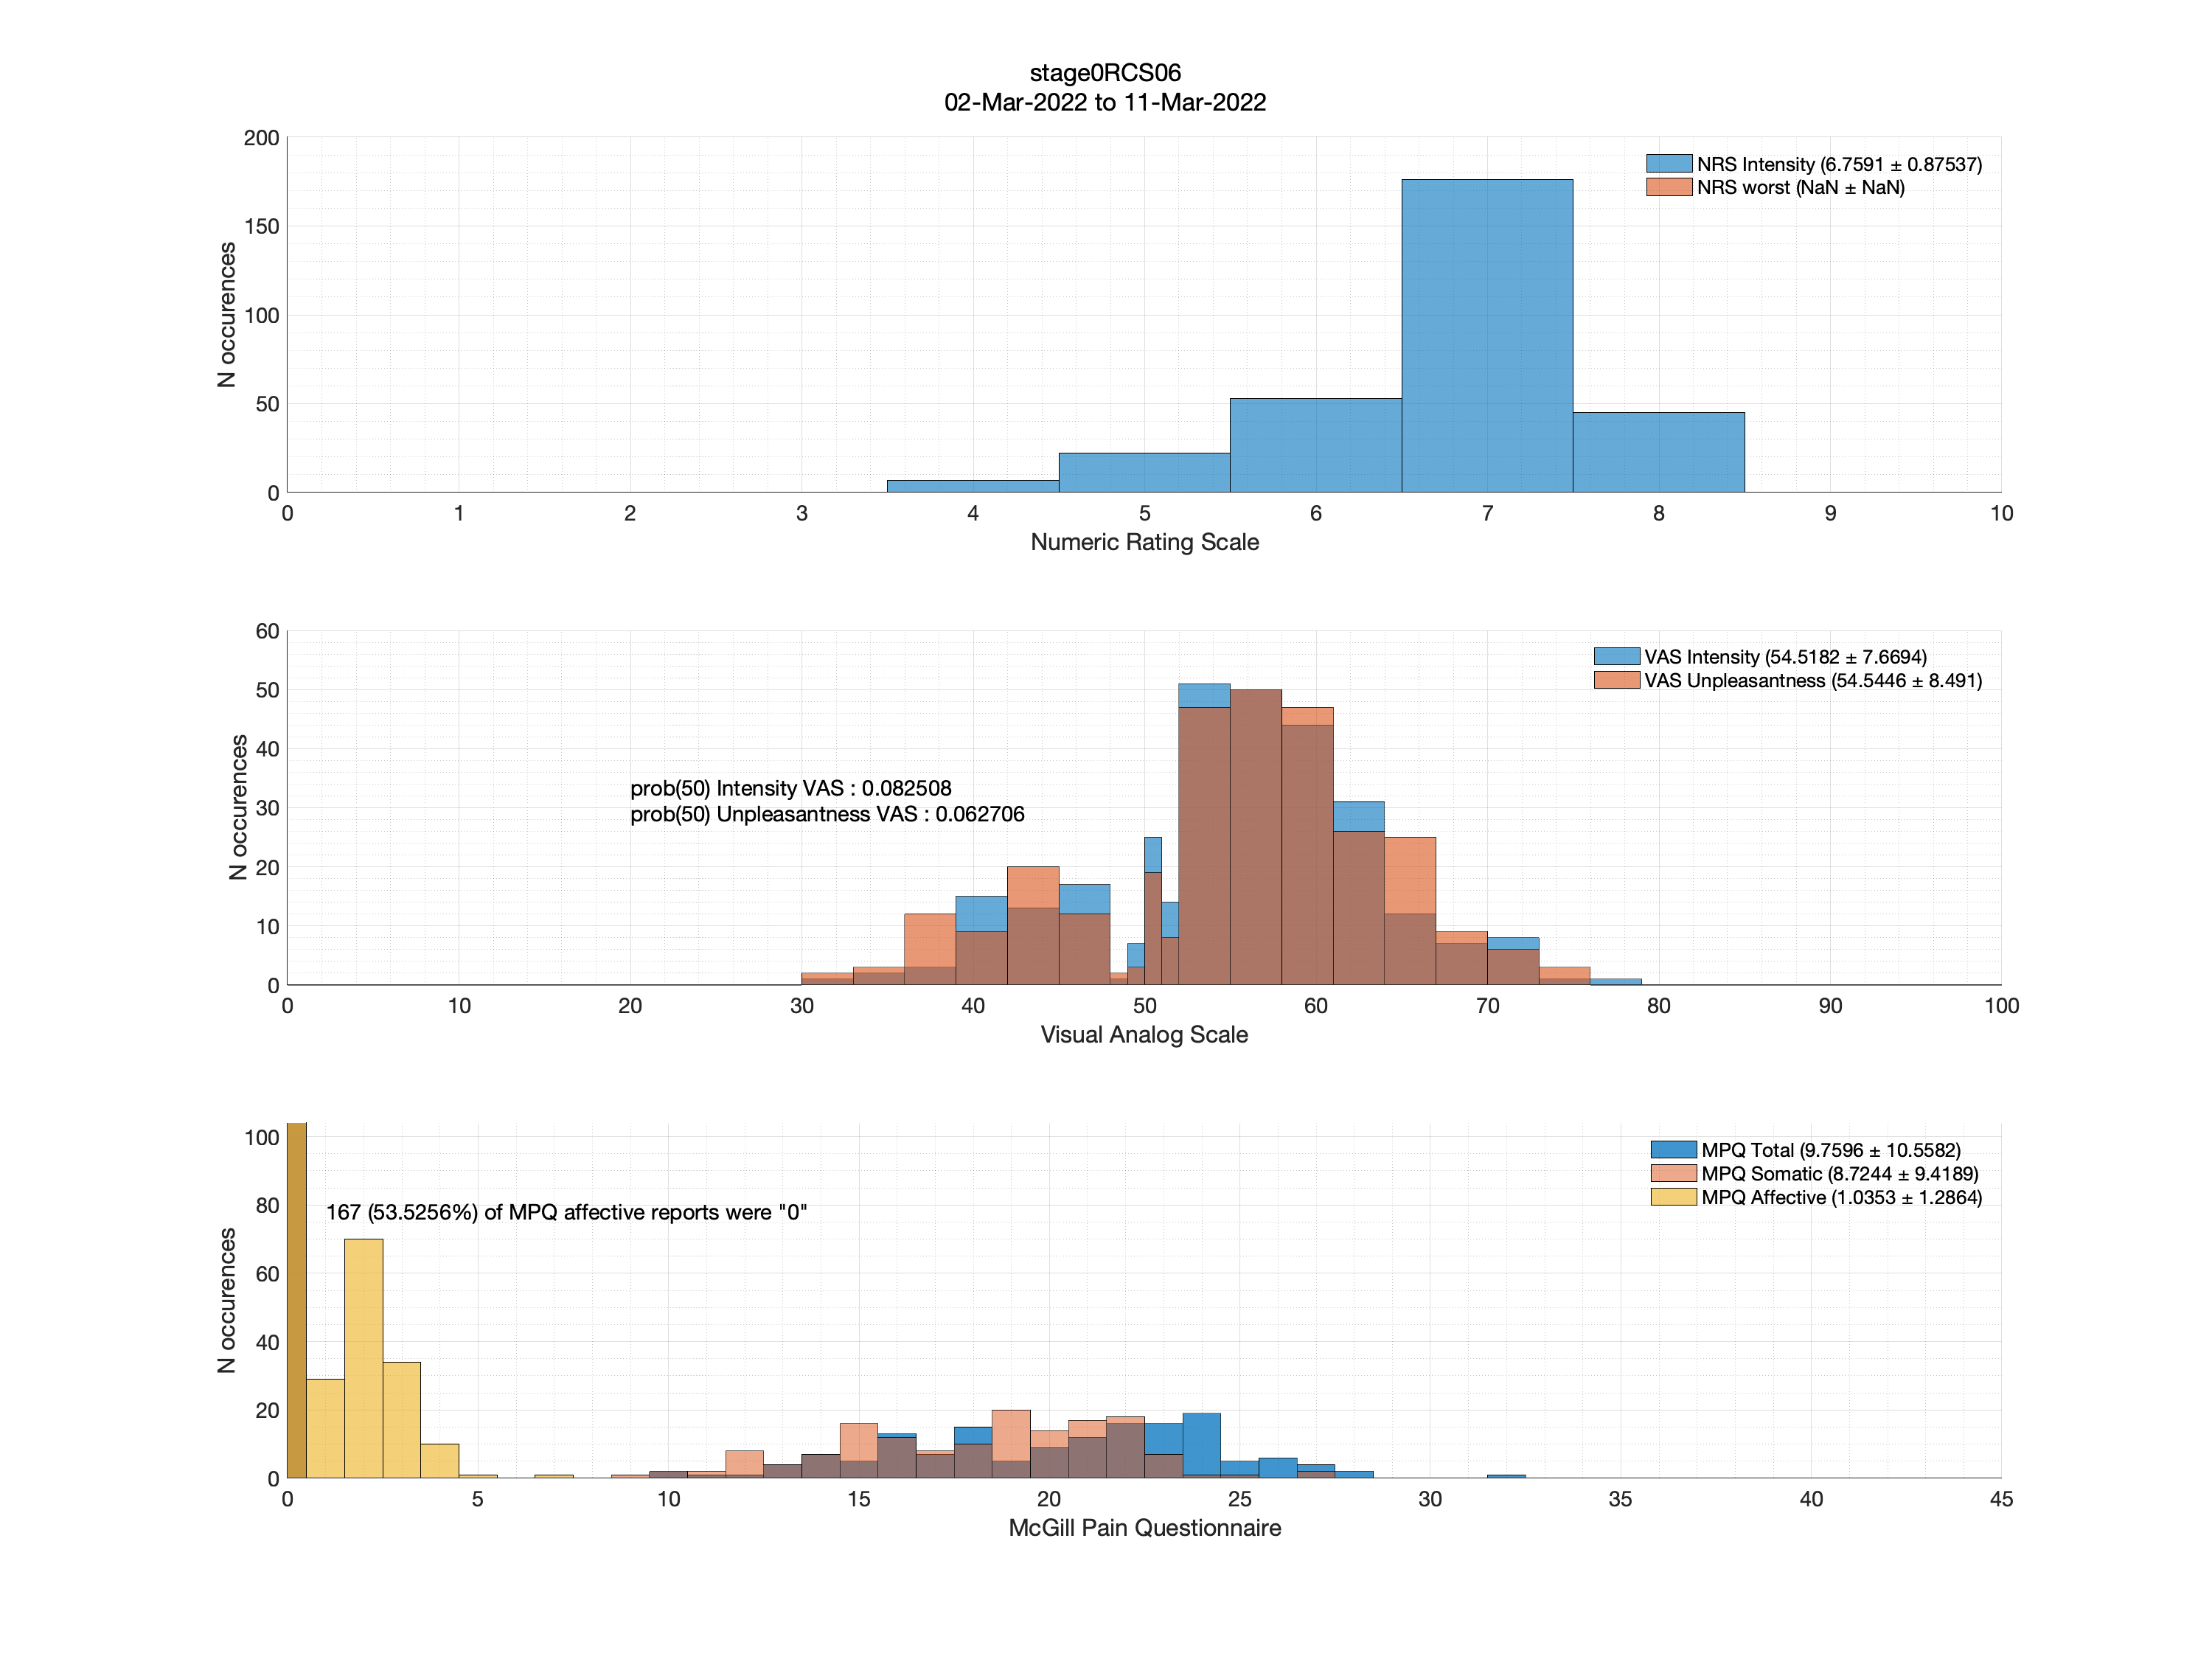 stage0RCS06
02-Mar-2022 to 11-Mar-2022
200
150
100
50
0
N occurences
NRS Intensity (6.7591 ± 0.87537)
NRS worst (NaN ± NaN)
0 1 2 3 4 5 6 7 8 9 10
Numeric Rating Scale
60
50
40
30
20
10
0
N occurences
VAS Intensity (54.5182 ± 7.6694)
VAS Unpleasantness (54.5446 ± 8.491)
prob(50) Intensity VAS : 0.082508
prob(50) Unpleasantness VAS : 0.062706
0 10 20 30 40 50 60 70 80 90 100
Visual Analog Scale
100
80
60
40
20
0
N occurences
MPQ Total (9.7596 ± 10.5582)
MPQ Somatic (8.7244 ± 9.4189)
MPQ Affective (1.0353 ± 1.2864)
167 (53.5256%) of MPQ affective reports were "0"
0 5 10 15 20 25 30 35 40 45
McGill Pain Questionnaire